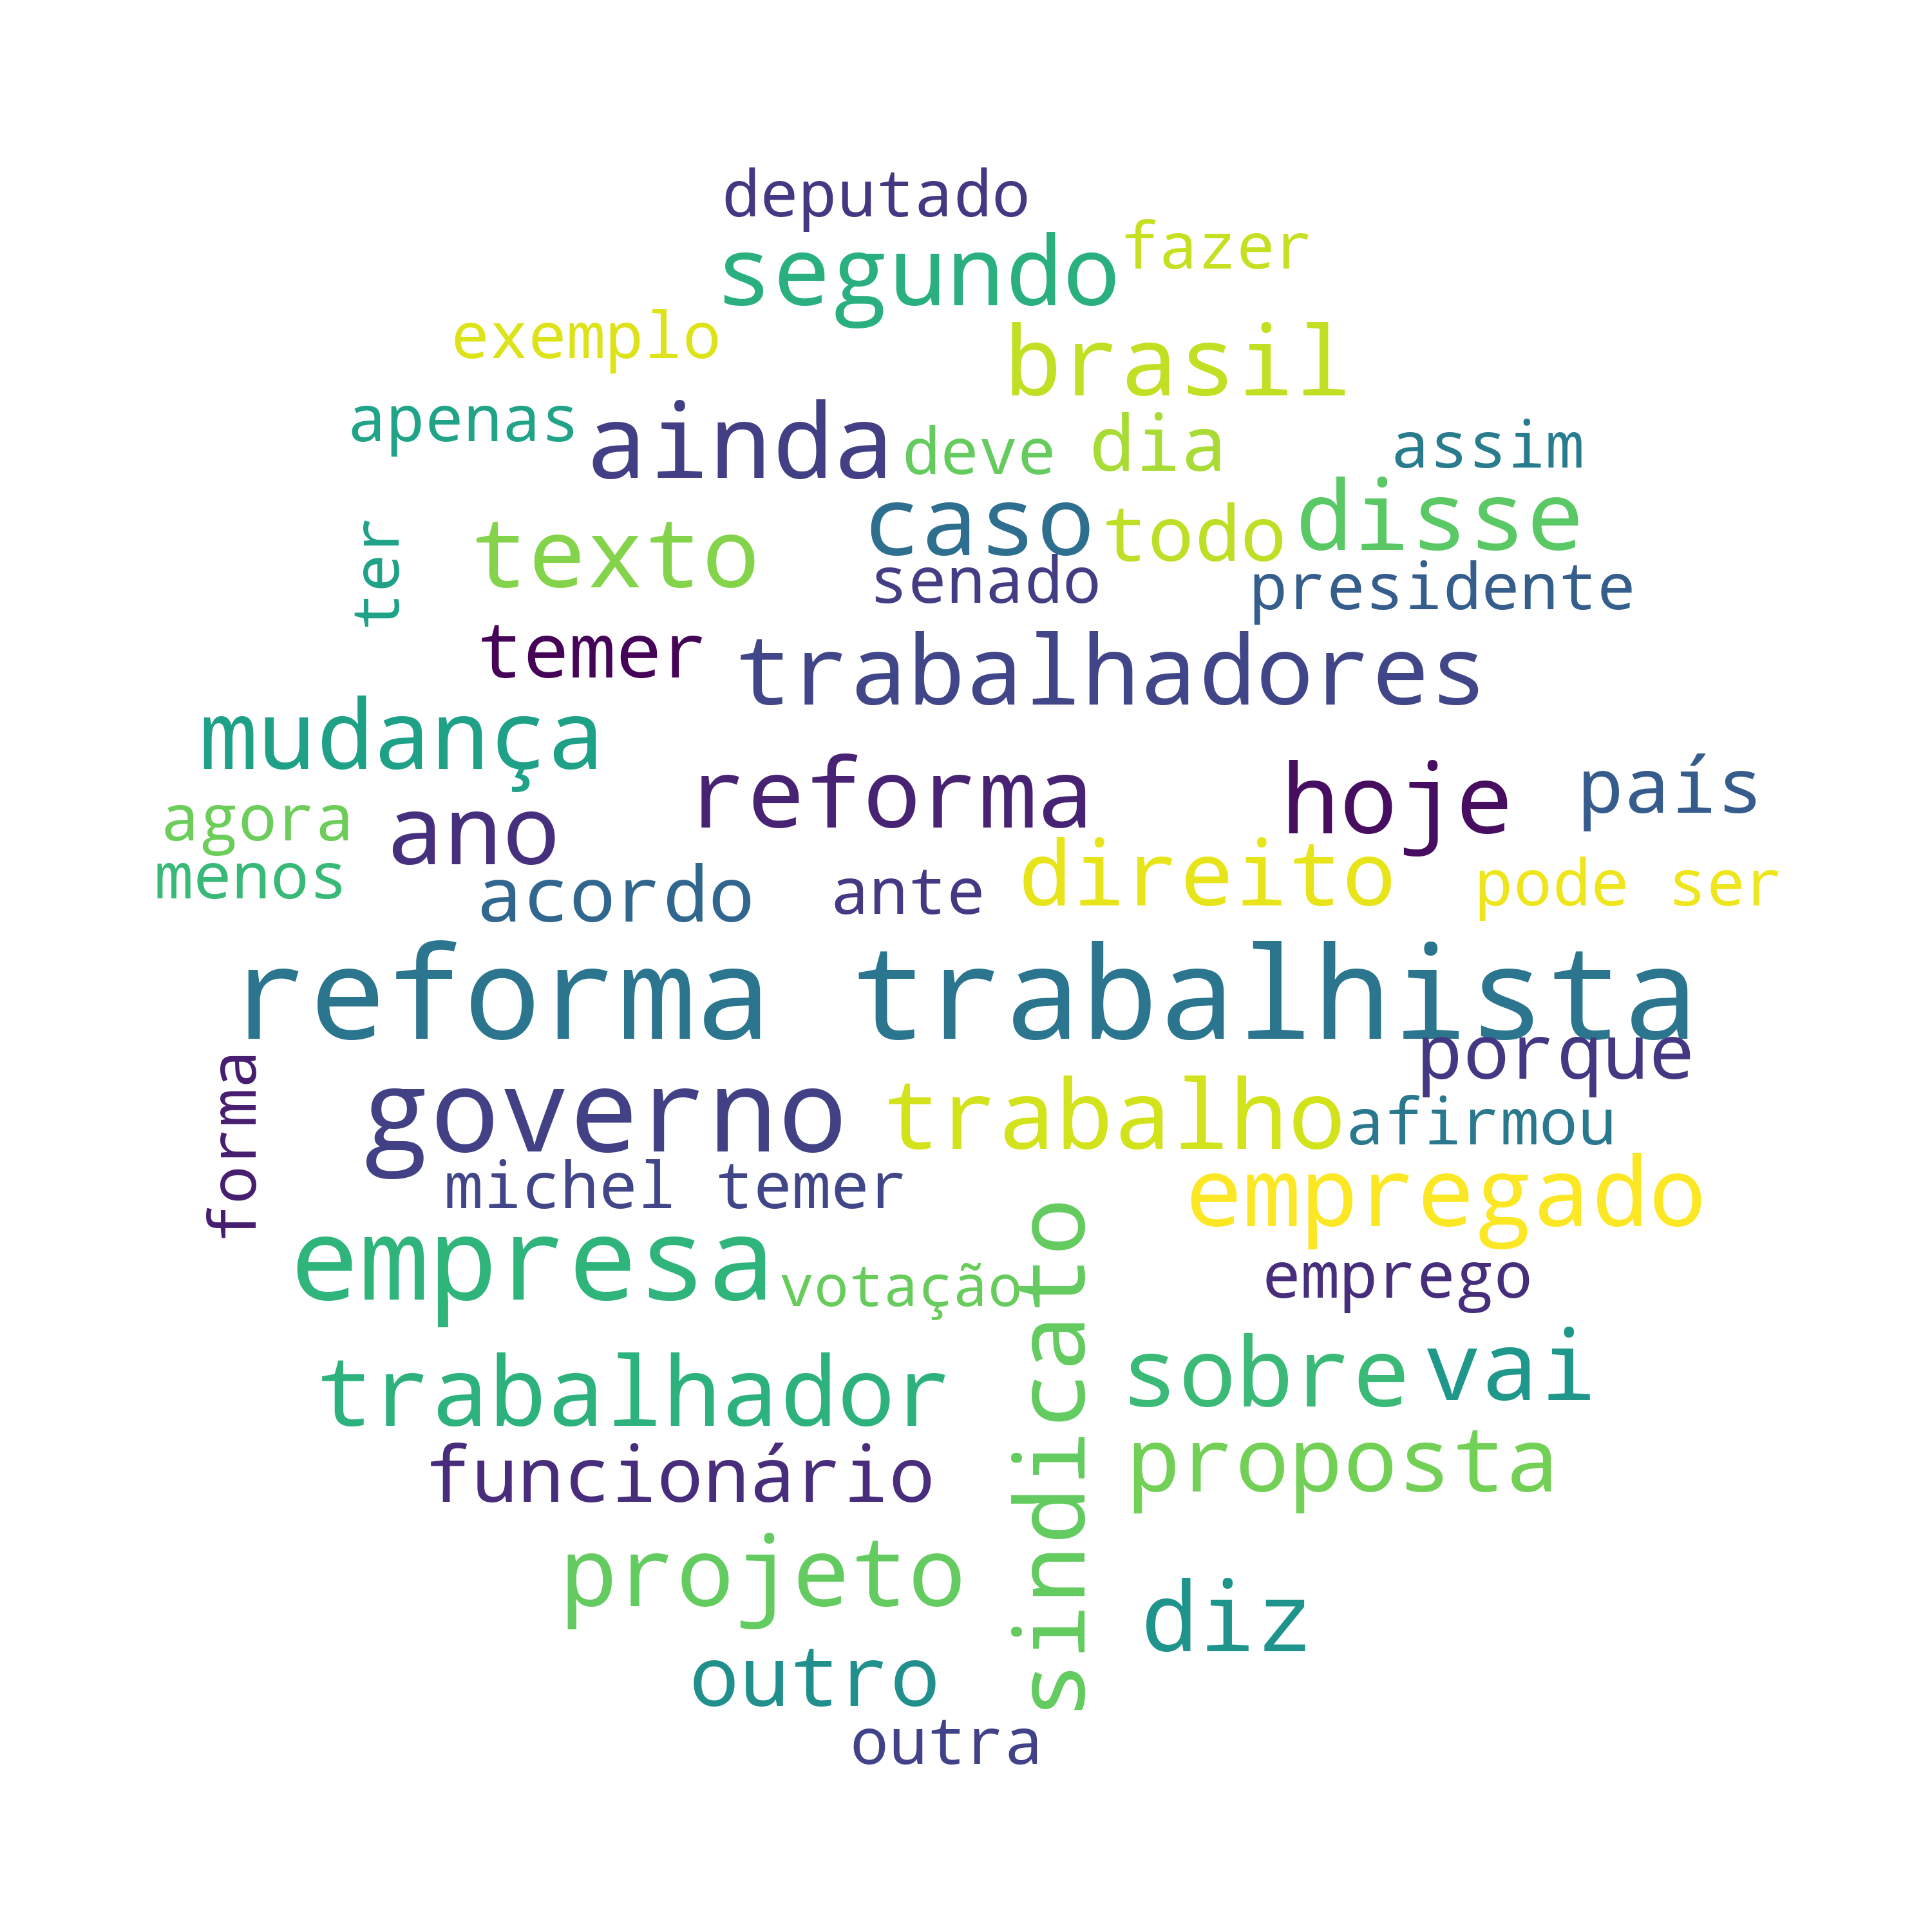 deputado
fazer
segundo
exemplo
brasil
apenas
ainda
deve
dia
assim
disse
caso
todo
ter
texto
senado
presidente
temer
trabalhadores
mudança
reforma
hoje
país
agora
ano
direito
menos
acordo
ante
pode ser
reforma trabalhista
porque
forma
governo
trabalho
afirmou
michel temer
empregado
empresa
votação
sindicato
emprego
trabalhador
sobre
vai
funcionário
proposta
projeto
diz
outro
outra